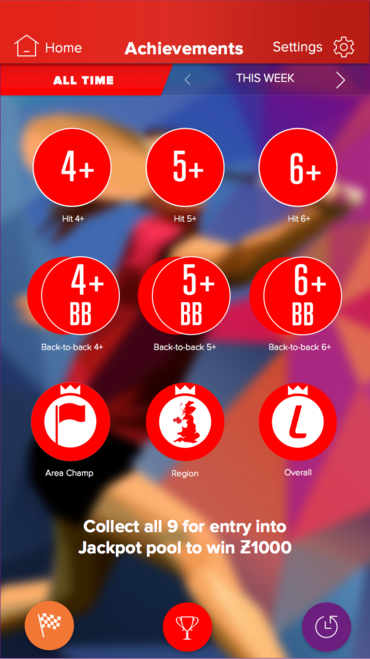 Home
Achievements
Settings
ALL TIME
THIS WEEK
4+
5+
6+
Hit 4+
Hit 5+
Hit 6+
4+
BB
5+
BB
6+
BB
Back-to-back 4+
Back-to-back 5+
Back-to-back 6+
L
Area Champ
Region
Overall
Collect all 9 for entry into
Jackpot pool to win Ƶ1000